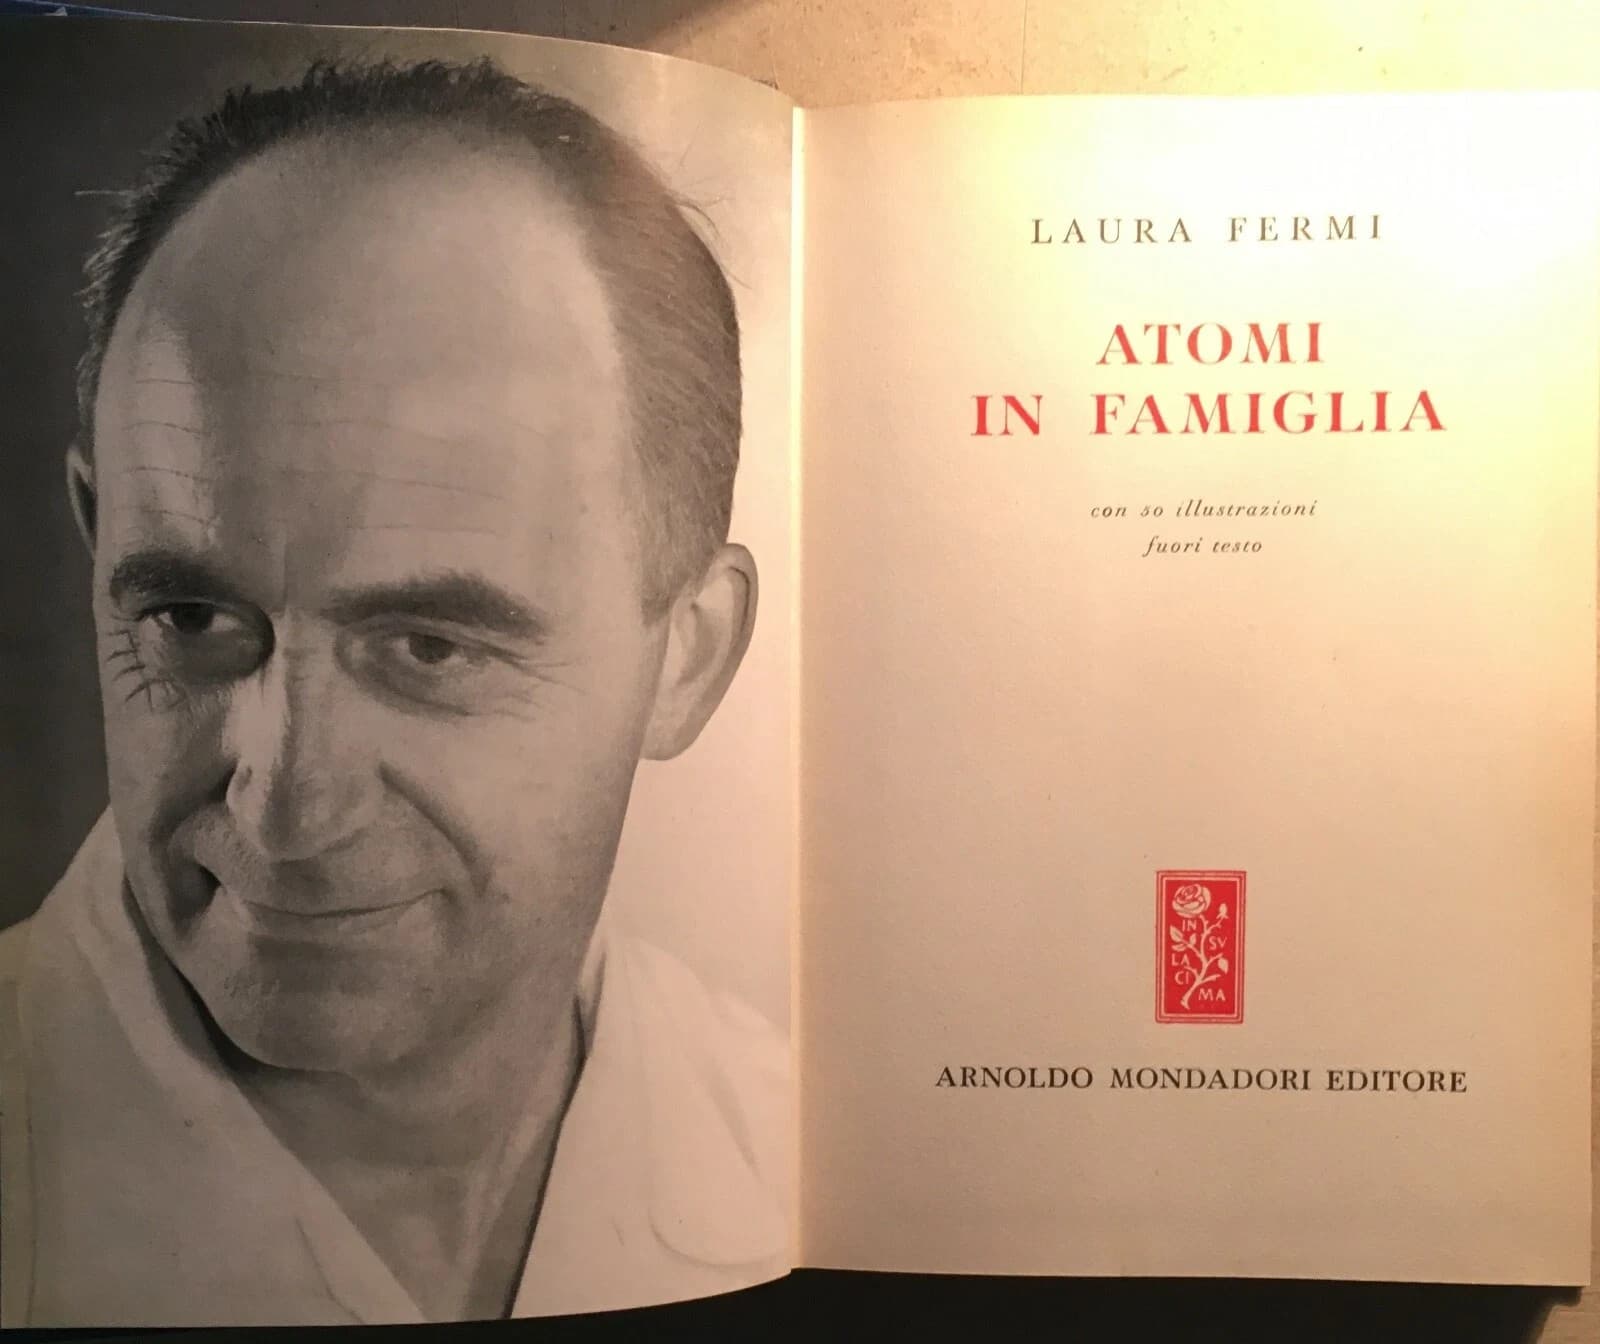 LAURA FERMI
ATOMI
IN FAMIGLIA
con 50 illustrazioni
fuori testo
IN
SV
LA
CI
MA
ARNOLDO MONDADORI EDITORE